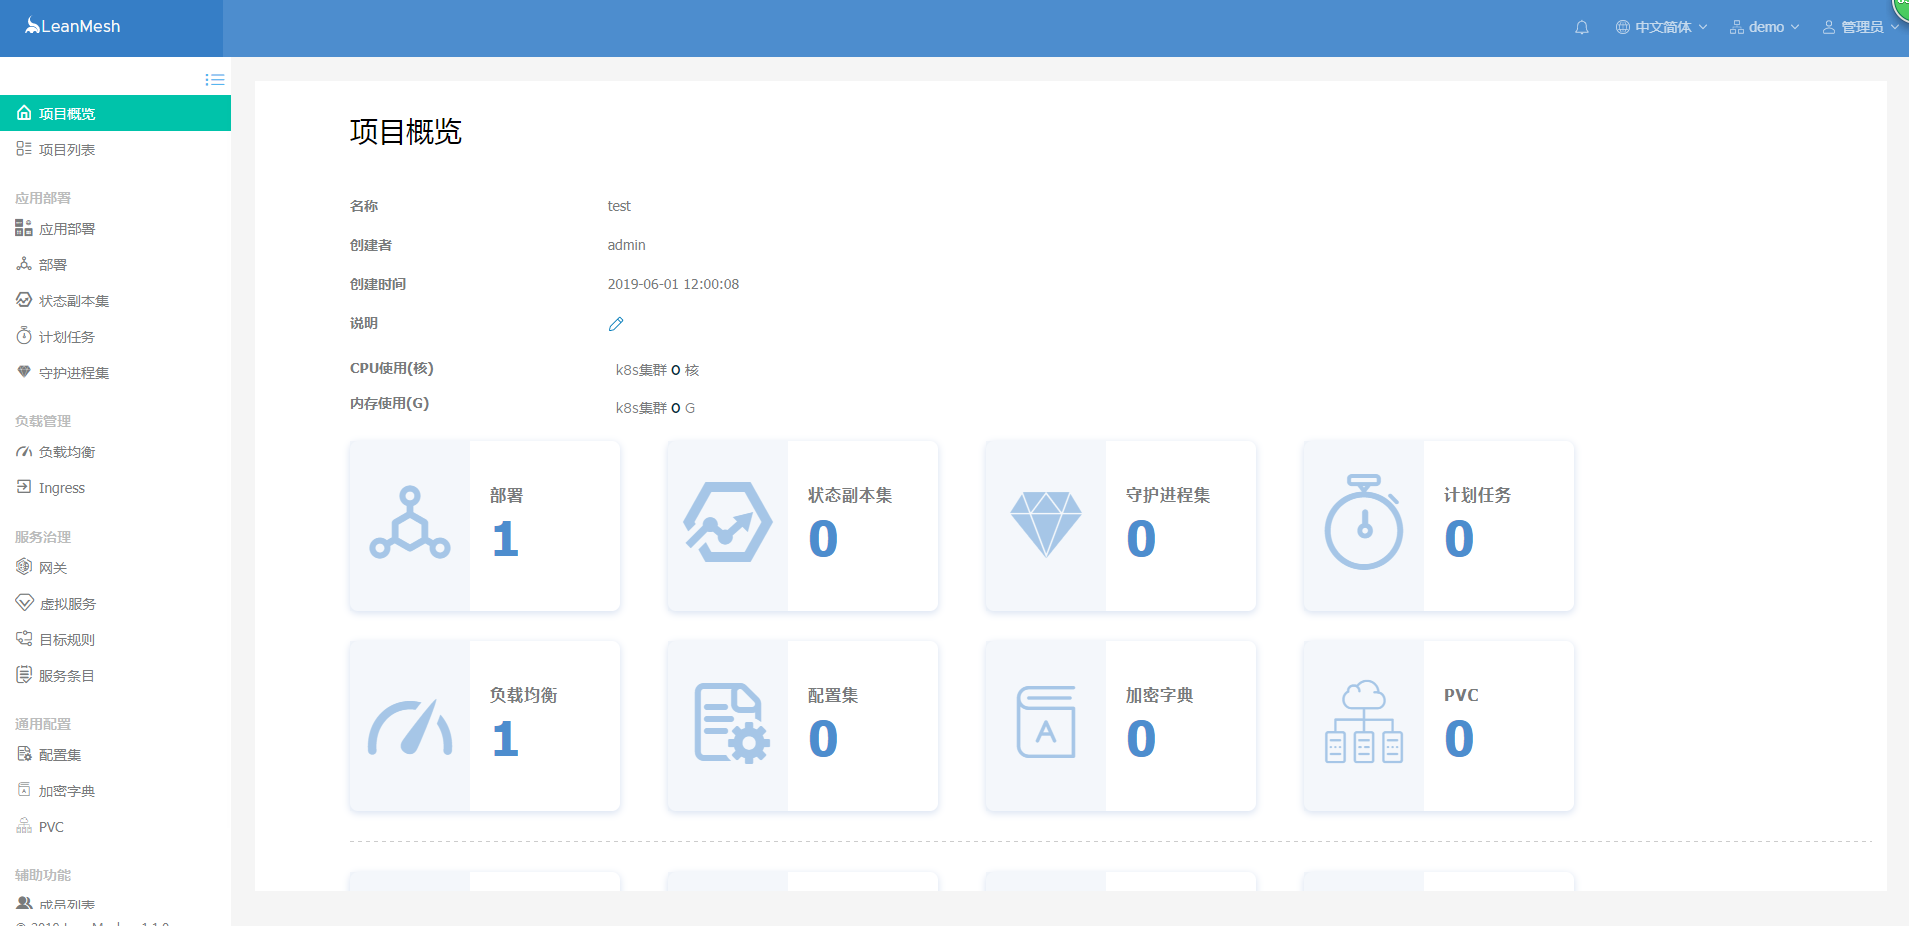 LeanMesh
中文简体
demo
管理员
项目概览
项目列表
应用部署
应用部署
部署
状态副本集
计划任务
守护进程集
负载管理
负载均衡
Ingress
服务治理
网关
虚拟服务
目标规则
服务条目
通用配置
配置集
加密字典
PVC
辅助功能
成员列表
项目概览
名称 test
创建者 admin
创建时间 2019-06-01 12:00:08
说明
CPU使用(核) k8s集群 0 核
内存使用(G) k8s集群 0 G
部署
1
状态副本集
0
守护进程集
0
计划任务
0
负载均衡
1
配置集
0
加密字典
0
PVC
0